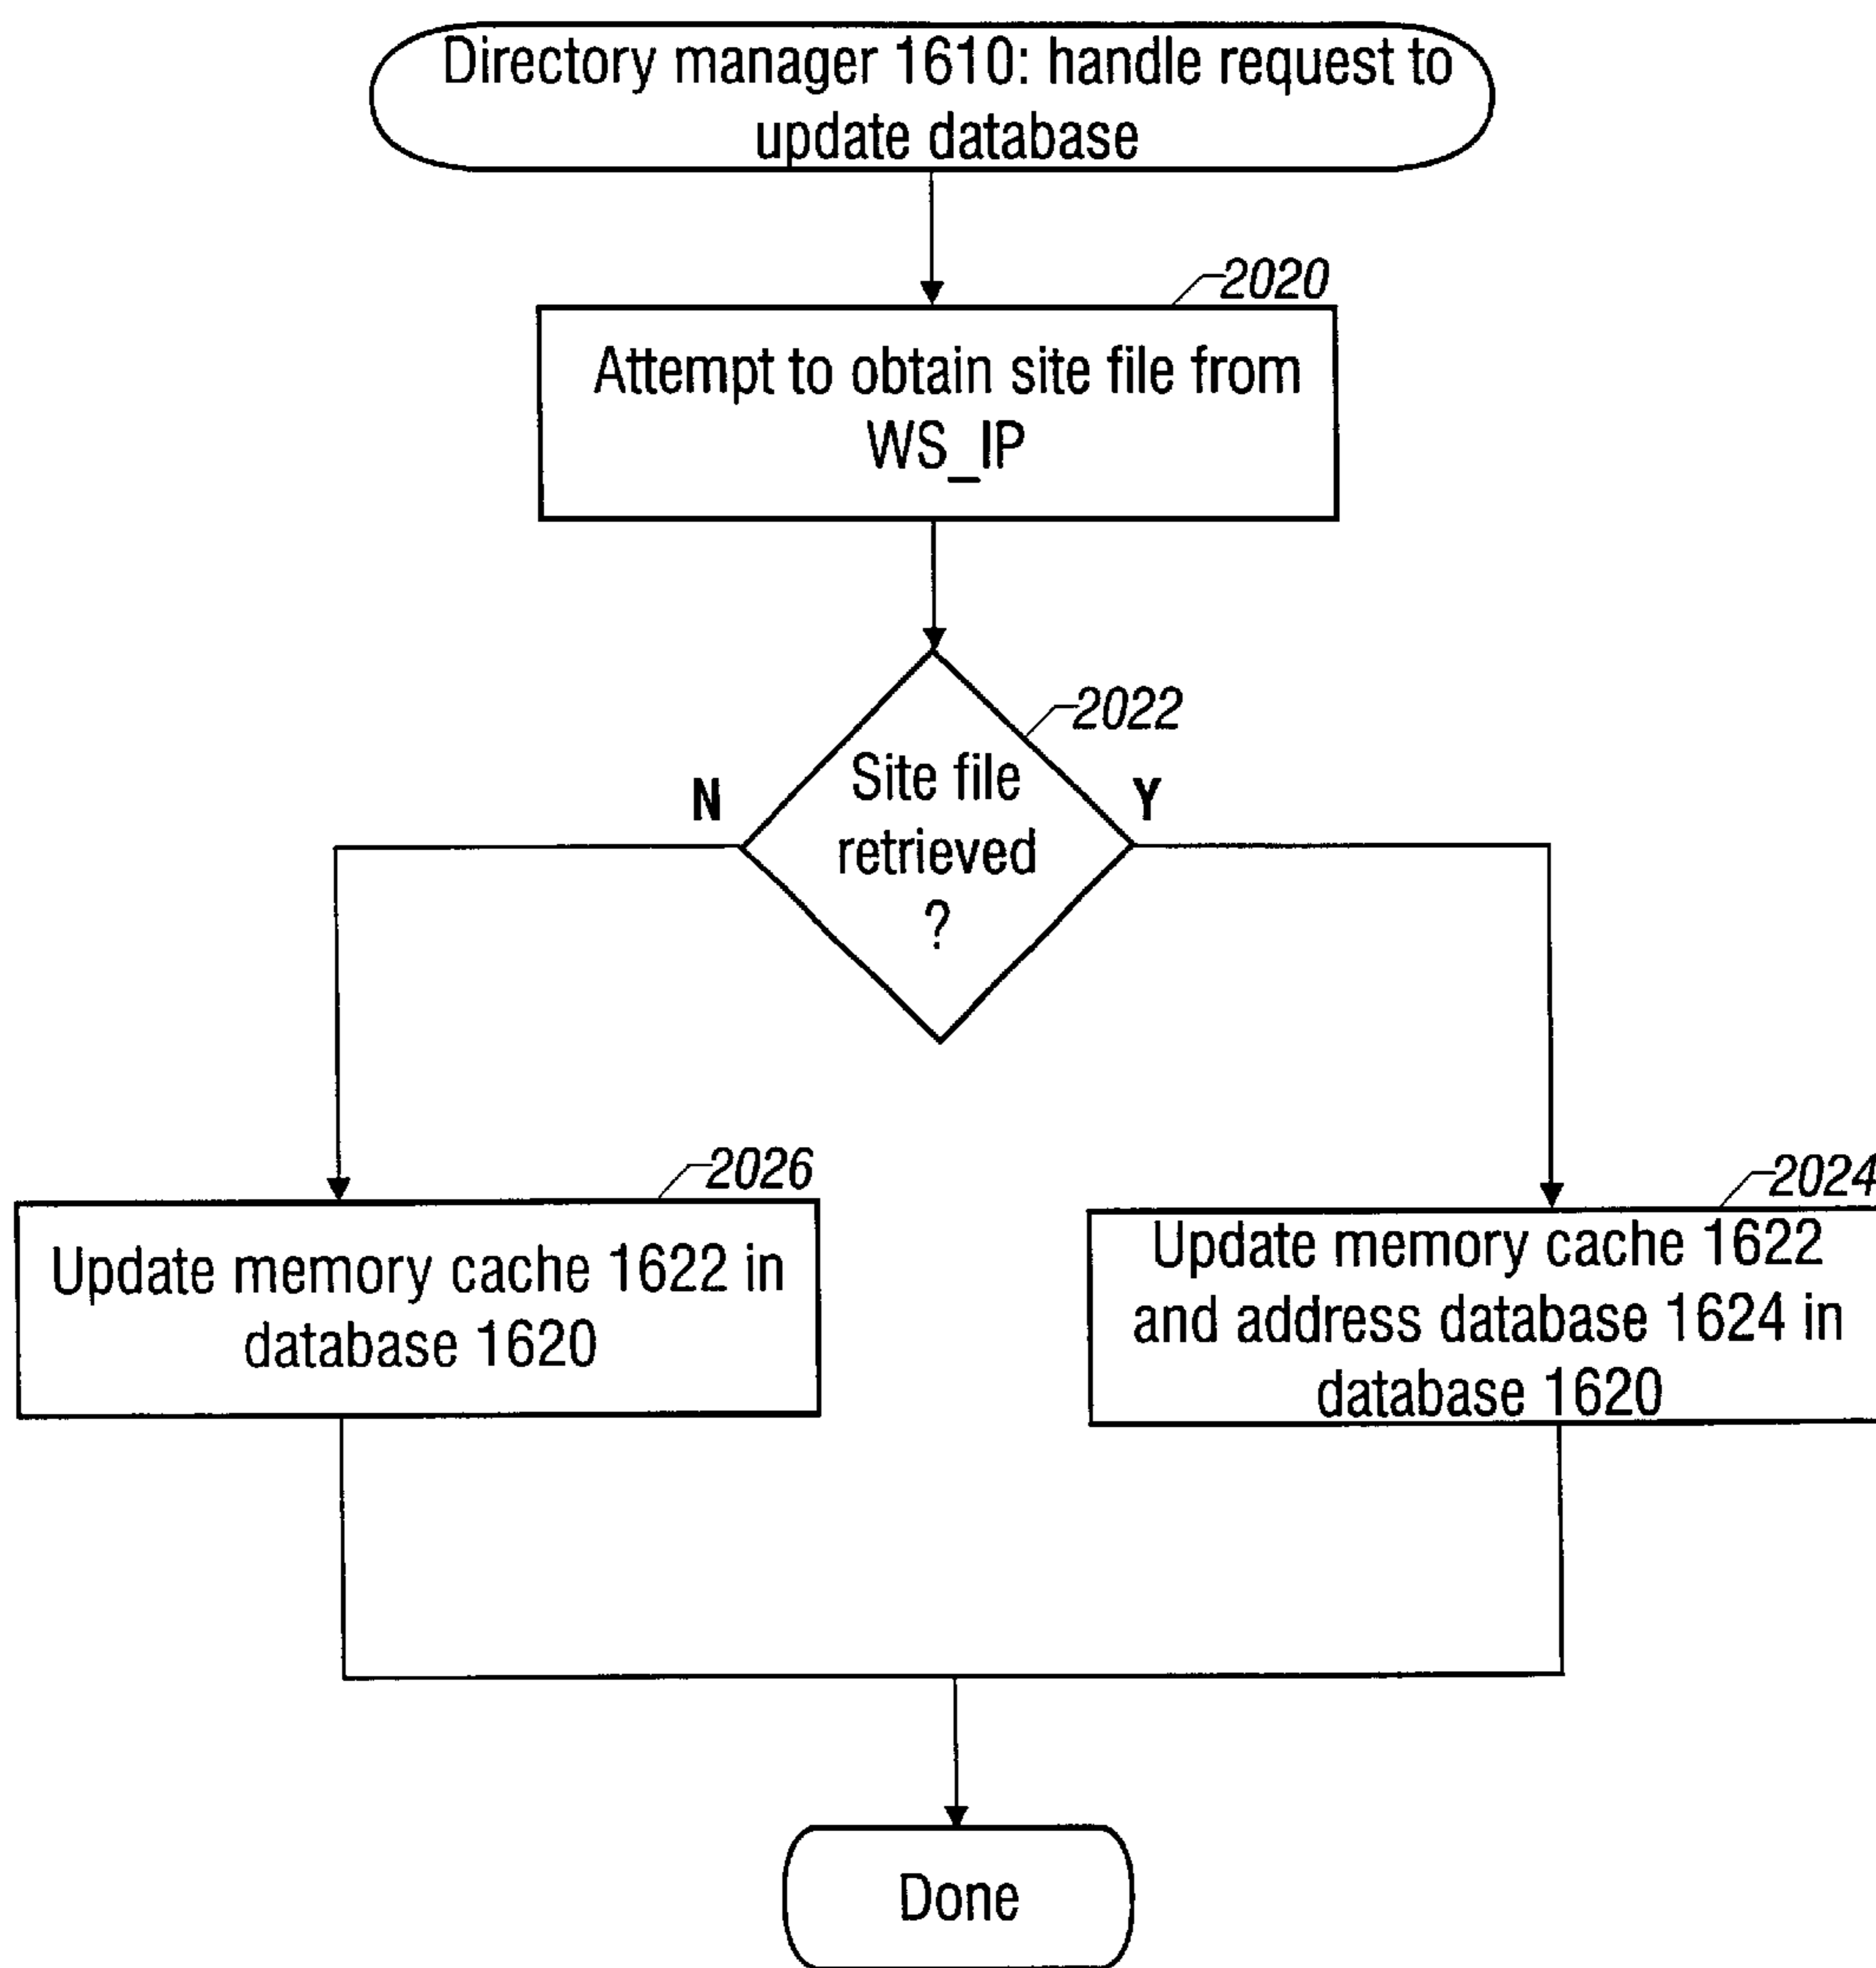 Directory manager 1610: handle request to
update database
2020
Attempt to obtain site file from
WS_IP
2022
N
Site file
Y
retrieved
?
2026
Update memory cache 1622 in
database 1620
2024
Update memory cache 1622
and address database 1624 in
database 1620
Done